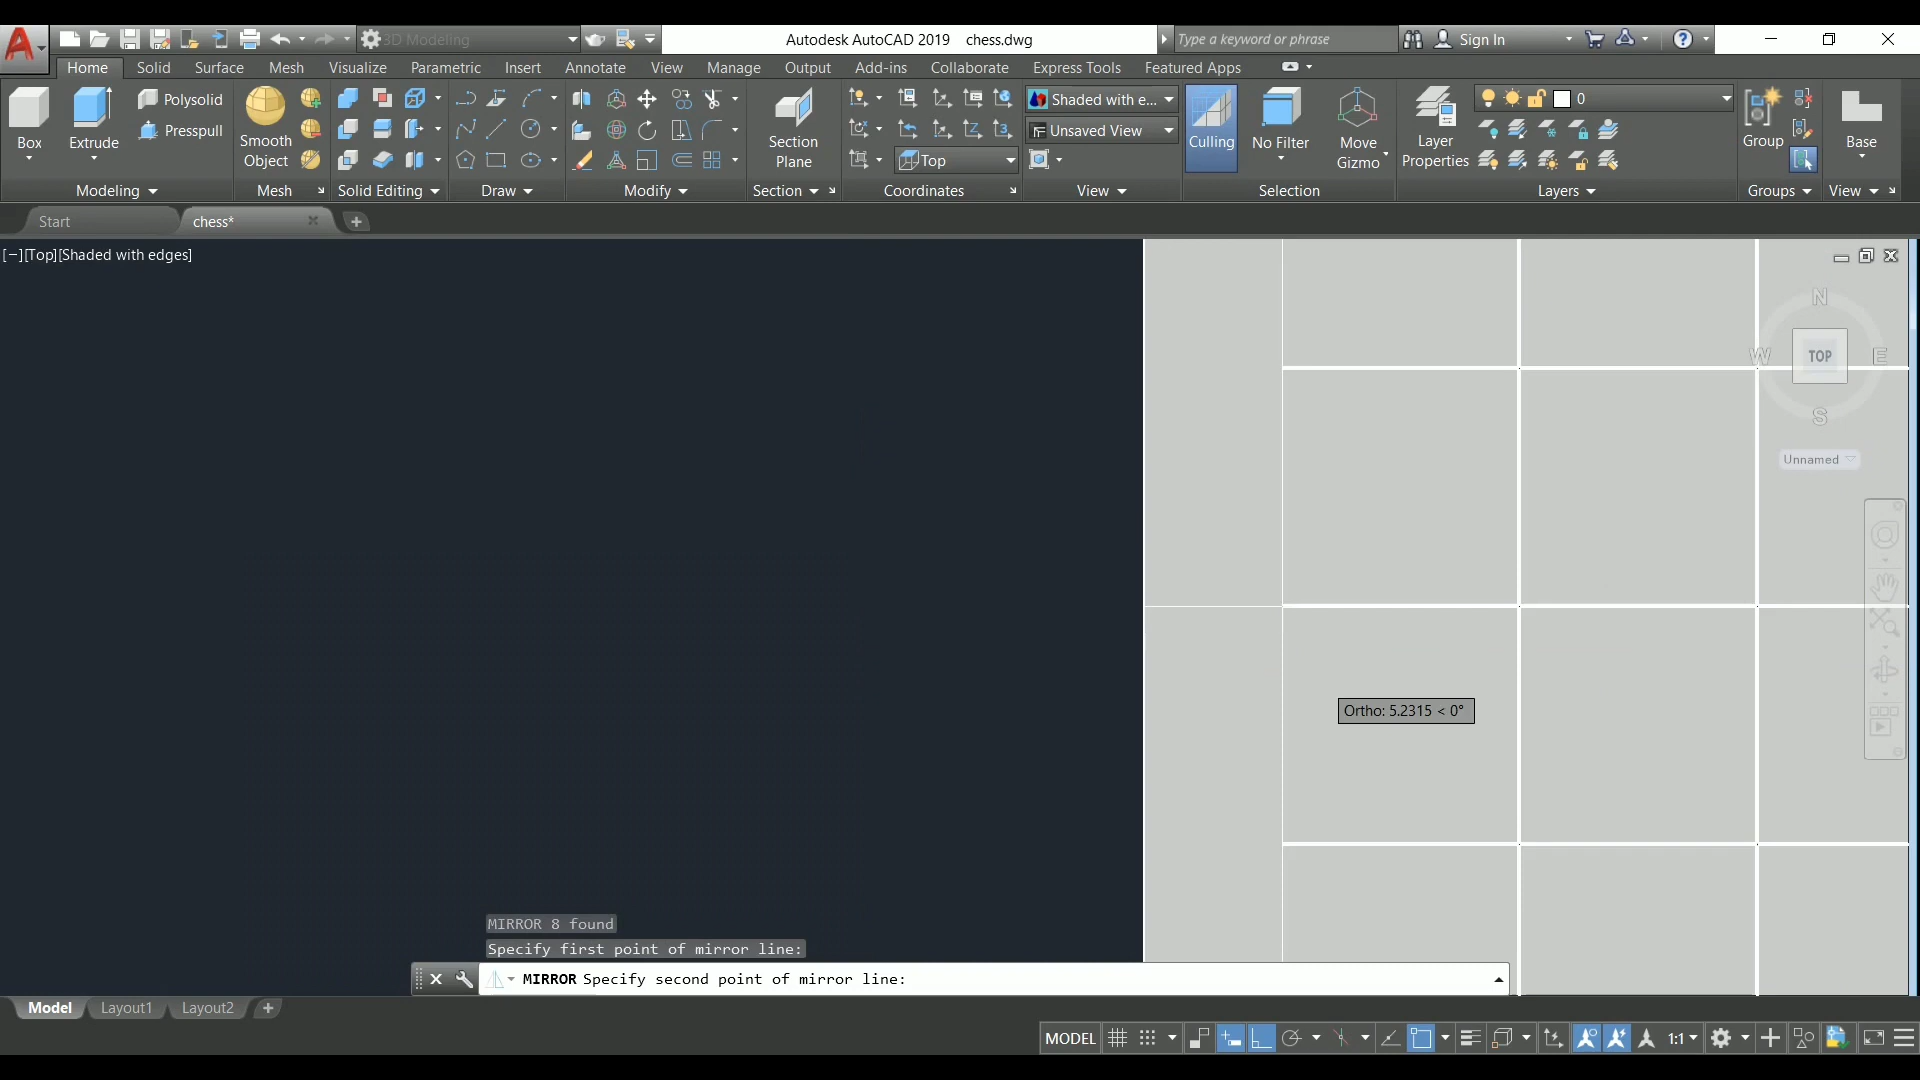 3D Modeling
Autodesk AutoCAD 2019 chess.dwg
Type a keyword or phrase
Sign In
Home Solid Surface Mesh Visualize Parametric Insert Annotate View Manage Output Add-ins Collaborate Express Tools Featured Apps
Box
Extrude
Polysolid
Presspull
Modeling
Smooth
Object
Mesh
Solid Editing
Draw
Modify
Section
Plane
Section
Top
Coordinates
Shaded with e...
Unsaved View
View
Culling
No Filter
Move
Gizmo
Selection
Layer
Properties
0
Layers
Group
Groups
Base
View
Start
chess*
[−][Top][Shaded with edges]
N
W
TOP
E
S
Unnamed
Ortho: 5.2315 < 0°
MIRROR 8 found
Specify first point of mirror line:
MIRROR Specify second point of mirror line:
Model Layout1 Layout2
MODEL
1:1